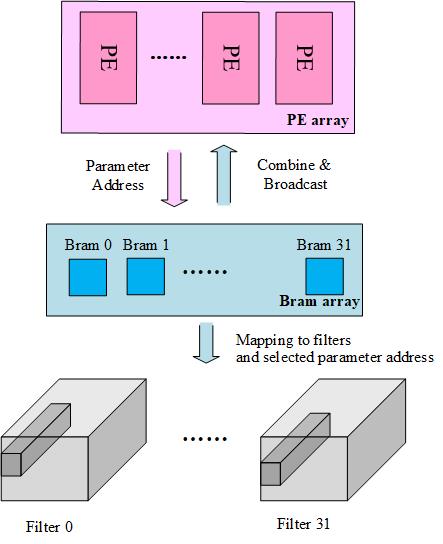 PE ...... PE PE
PE array
Parameter
Address
Combine &
Broadcast
Bram 0 Bram 1 Bram 31
......
Bram array
Mapping to filters
and selected parameter address
......
Filter 0 Filter 31